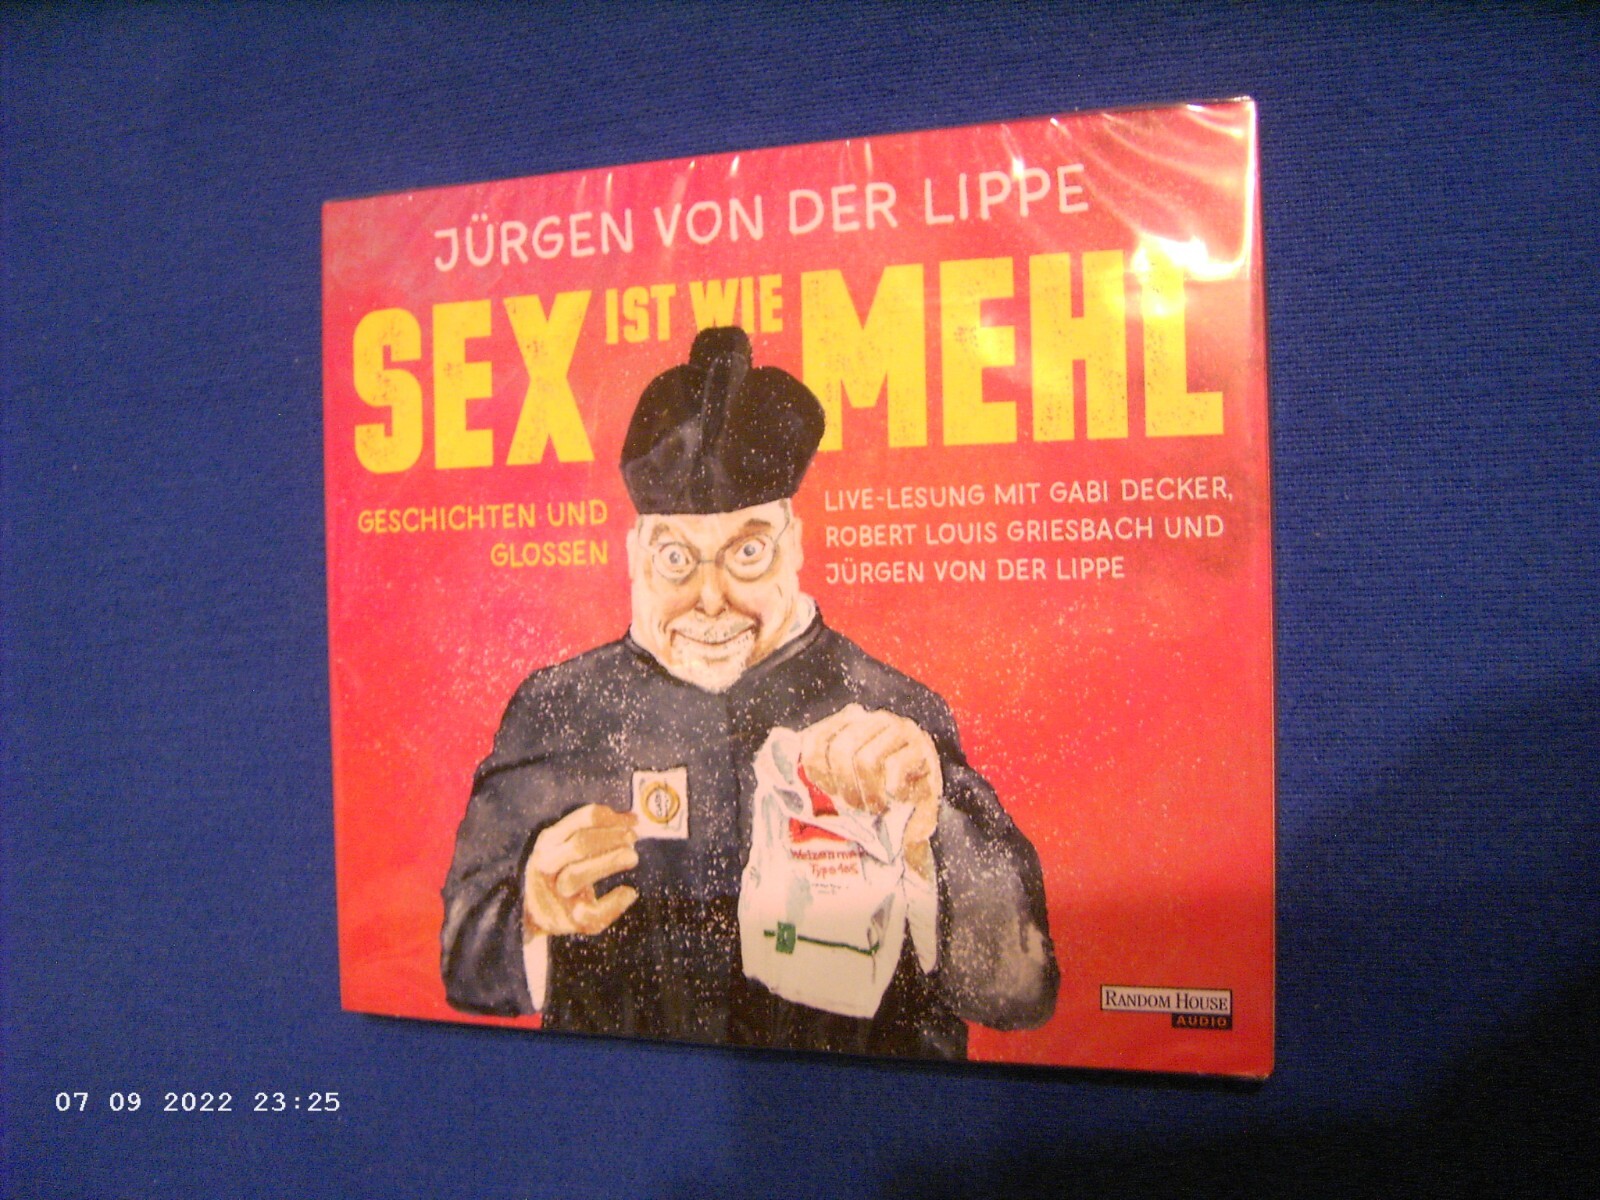 JÜRGEN VON DER LIPPE
SEX IST WIE MEHL
GESCHICHTEN UND
GLOSSEN
LIVE-LESUNG MIT GABI DECKER,
ROBERT LOUIS GRIESBACH UND
JÜRGEN VON DER LIPPE
RANDOM HOUSE
AUDIO
07 09 2022 23:25